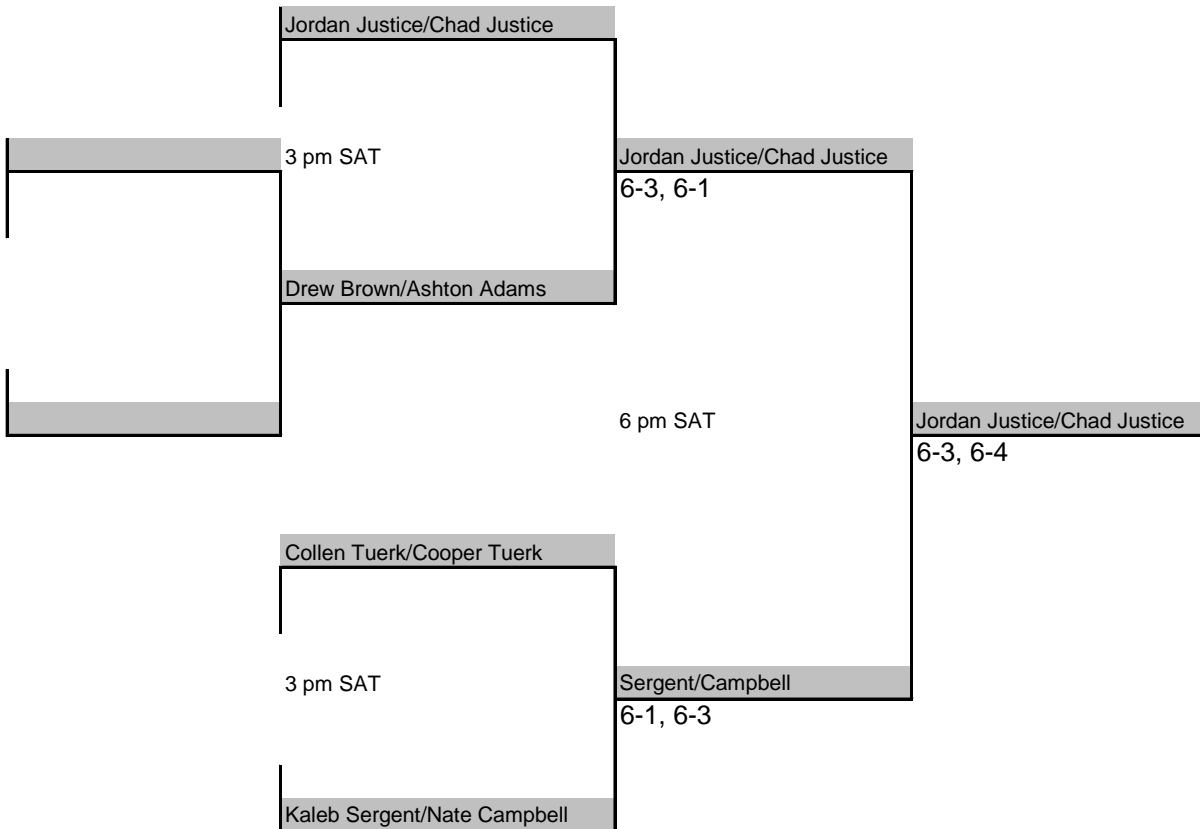 Jordan Justice/Chad Justice
3 pm SAT
Jordan Justice/Chad Justice
6-3, 6-1
Drew Brown/Ashton Adams
6 pm SAT
Jordan Justice/Chad Justice
6-3, 6-4
Collen Tuerk/Cooper Tuerk
3 pm SAT
Sergent/Campbell
6-1, 6-3
Kaleb Sergent/Nate Campbell